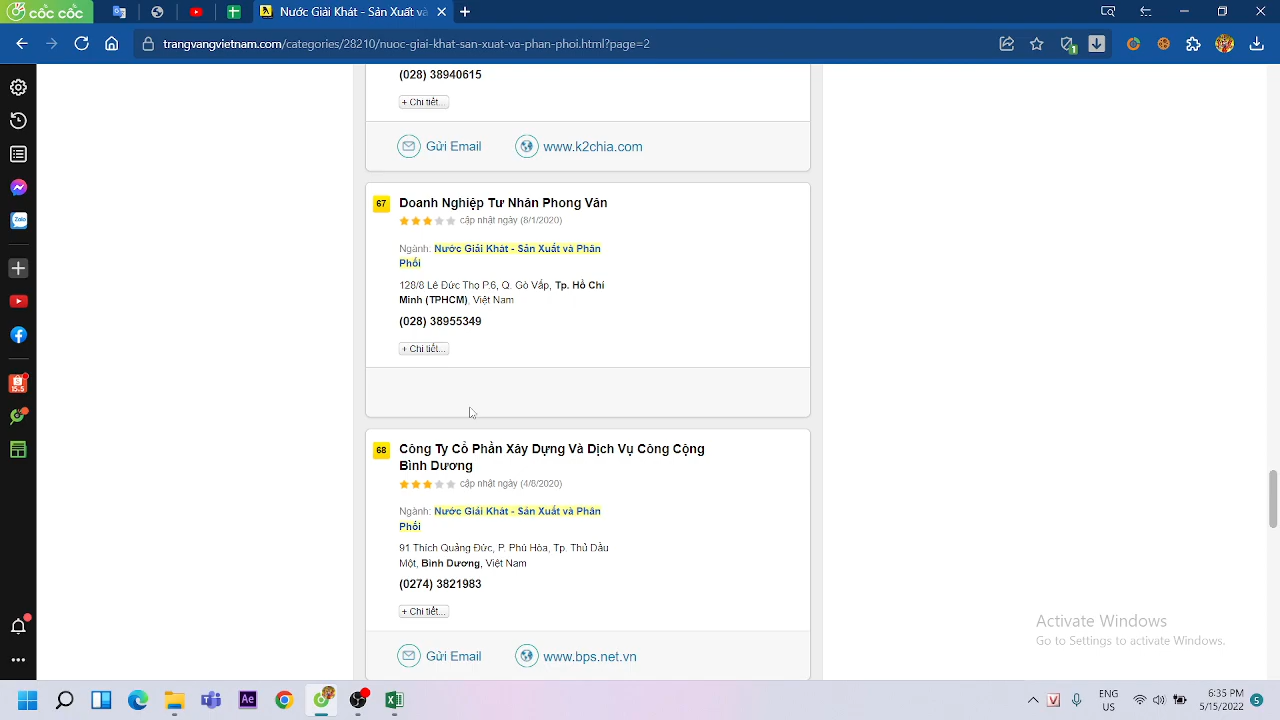 cốc cốc
Nước Giải Khát - Sản Xuất và
trangvangvietnam.com/categories/28210/nuoc-giai-khat-san-xuat-va-phan-phoi.html?page=2
1
(028) 38940615
+ Chi tiết...
Gửi Email
www.k2chia.com
67
Doanh Nghiệp Tư Nhân Phong Vân
cập nhật ngày (8/1/2020)
Ngành: Nước Giải Khát - Sản Xuất và Phân
Phối
128/8 Lê Đức Thọ P.6, Q. Gò Vấp, Tp. Hồ Chí
Minh (TPHCM), Việt Nam
(028) 38955349
+ Chi tiết...
68
Công Ty Cổ Phần Xây Dựng Và Dịch Vụ Công Cộng
Bình Dương
cập nhật ngày (4/8/2020)
Ngành: Nước Giải Khát - Sản Xuất và Phân
Phối
91 Thích Quảng Đức, P. Phú Hòa, Tp. Thủ Dầu
Một, Bình Dương, Việt Nam
(0274) 3821983
+ Chi tiết...
Gửi Email
www.bps.net.vn
Zalo
15.5
Activate Windows
Go to Settings to activate Windows.
Ae
V
ENG
US
6:35 PM
5/15/2022
5